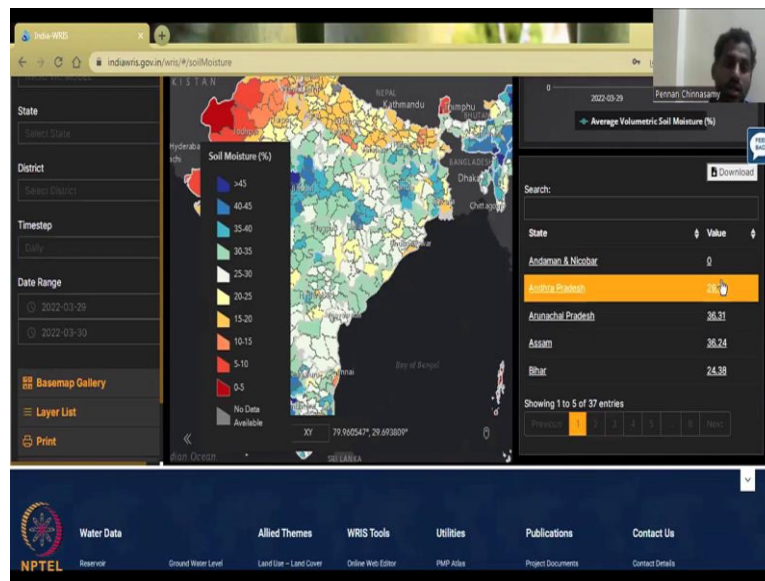 India-WRIS
indiawris.gov.in/wris/#/soilMoisture
Pennan Chinnasamy
State
Select State
District
Select District
Timestep
Daily
Date Range
2022-03-29
2022-03-30
Basemap Gallery
Layer List
Print
KISTAN
NEPAL
Kathmandu
Thimphu
BHUTAN
Jodhpur
Hyderaba
BANGLADESH
Dhaka
Chittagong
Soil Moisture (%)
>45
40-45
35-40
30-35
25-30
20-25
15-20
10-15
5-10
0-5
No Data
Available
Bay of Bengal
XY
79.960547°, 29.693809°
dian Ocean
SRI LANKA
0
2022-03-29
Average Volumetric Soil Moisture (%)
FEED
BACK
Download
Search:
State Value
Andaman & Nicobar 0
Andhra Pradesh
Arunachal Pradesh 36.31
Assam 36.24
Bihar 24.38
Showing 1 to 5 of 37 entries
Previous 1 2 3 4 5 ... 8 Next
NPTEL
Water Data Allied Themes WRIS Tools Utilities Publications Contact Us
Reservoir Ground Water Level Land Use – Land Cover Online Web Editor PMP Atlas Project Documents Contact Details